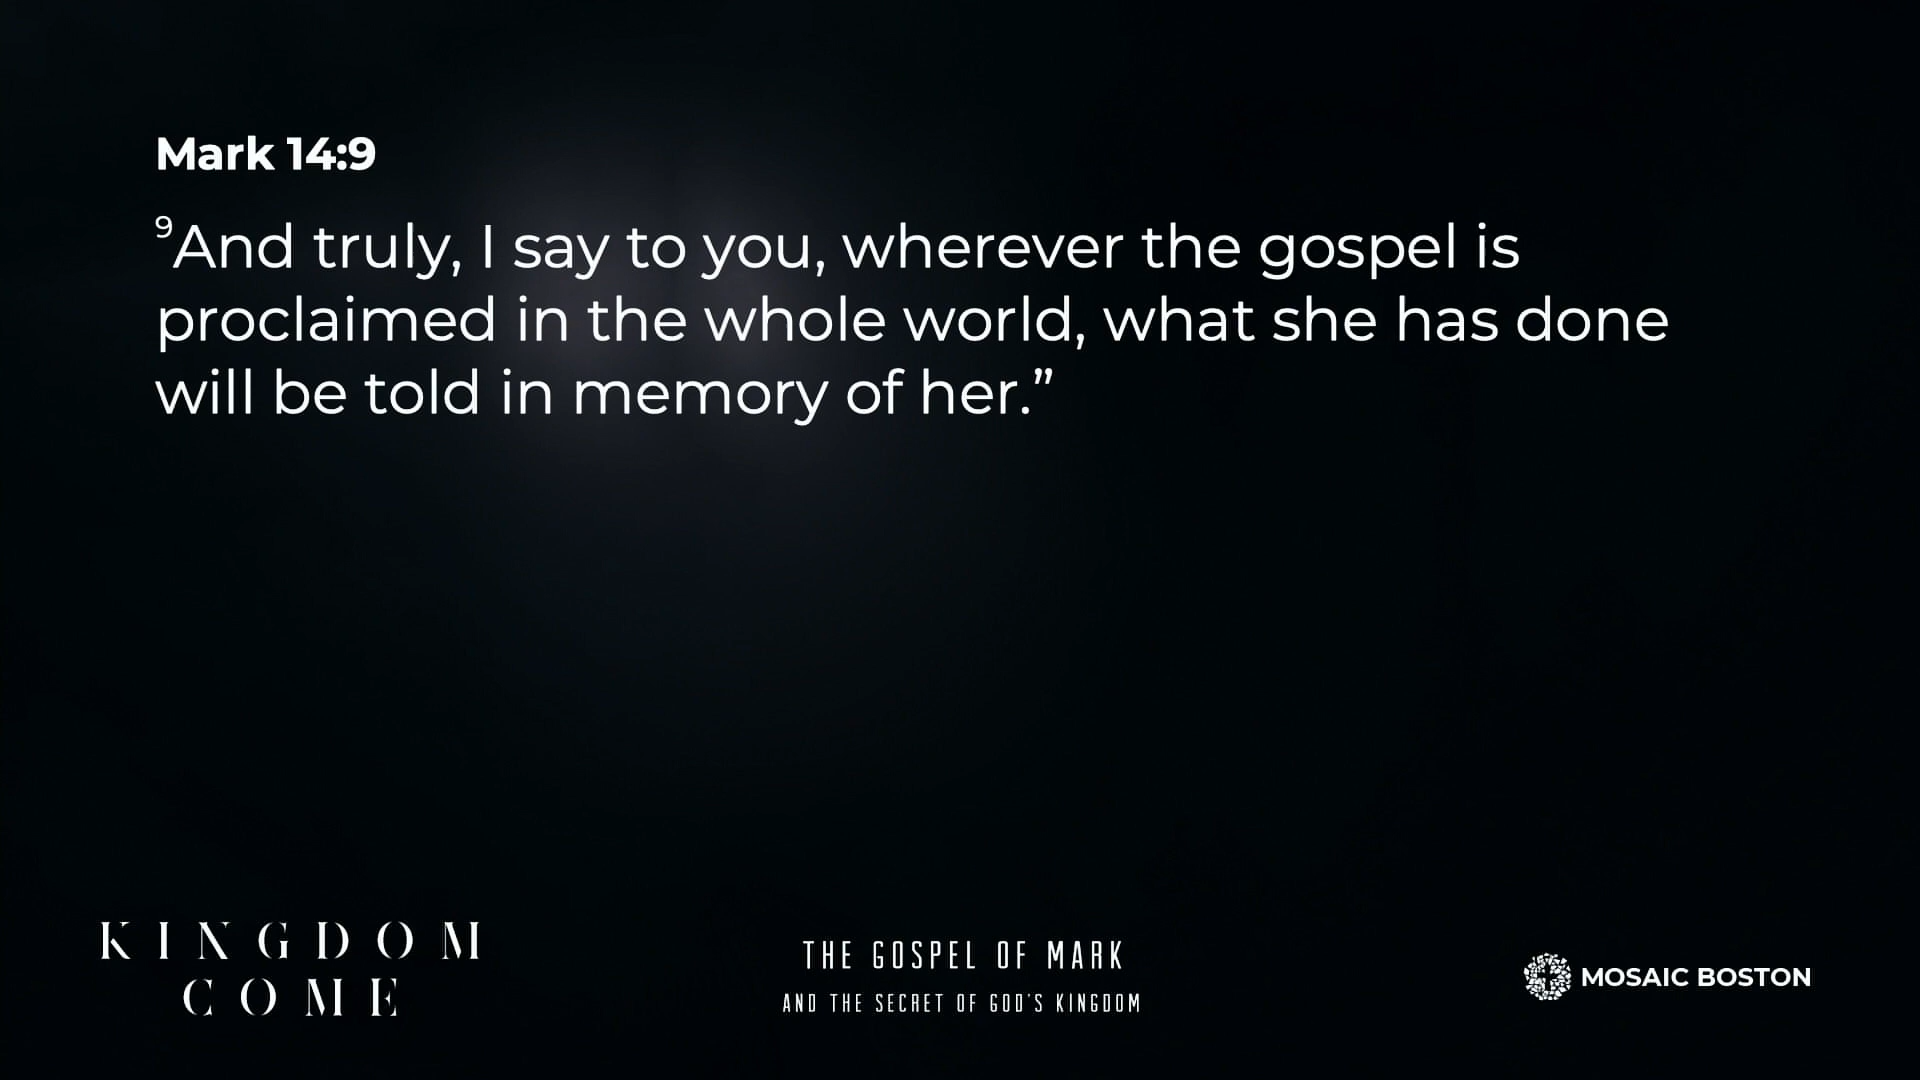 Mark 14:9
⁹And truly, I say to you, wherever the gospel is
proclaimed in the whole world, what she has done
will be told in memory of her.”
KINGDOM
COME
THE GOSPEL OF MARK
AND THE SECRET OF GOD'S KINGDOM
MOSAIC BOSTON